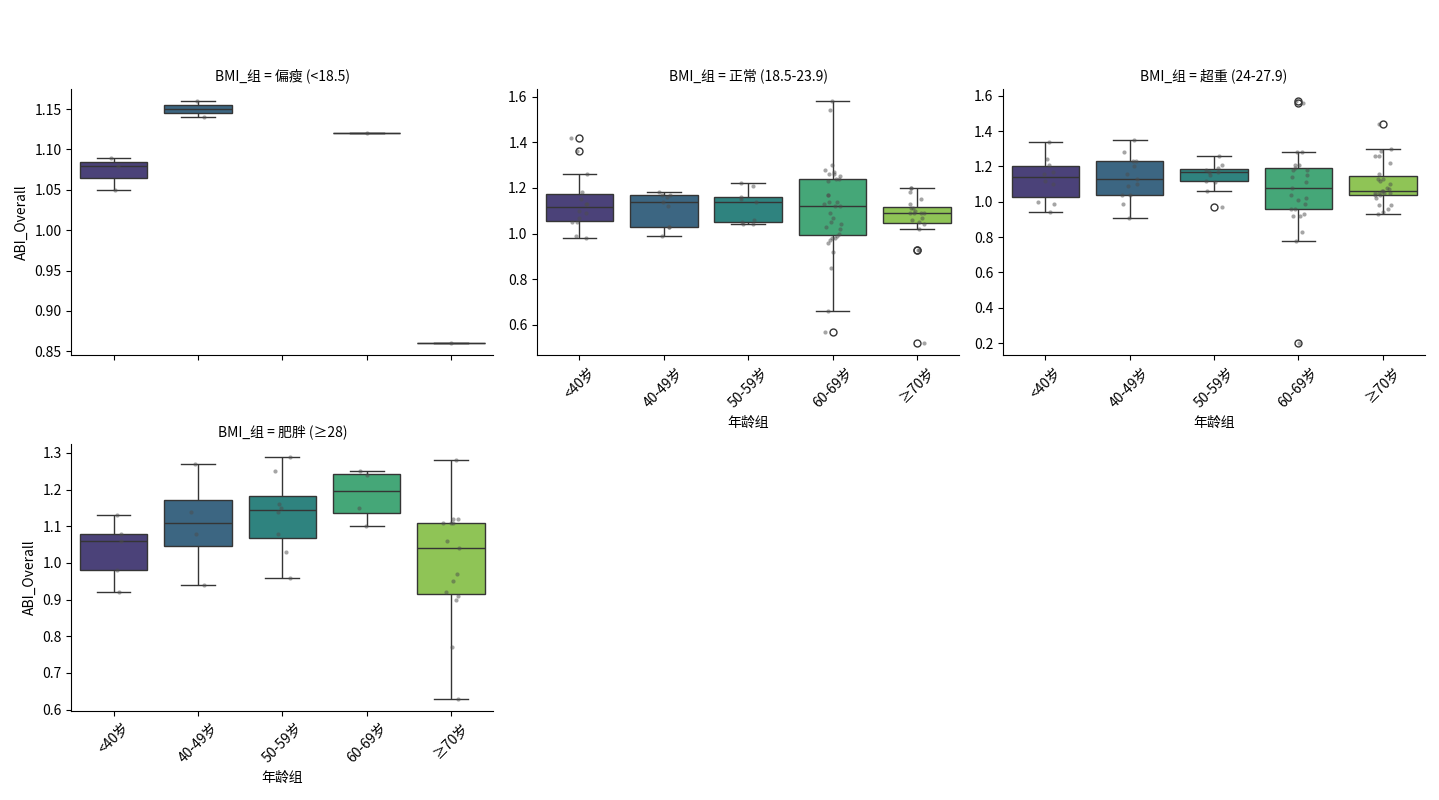 BMI_组 = 偏瘦 (<18.5)
ABI_Overall
1.15
1.10
1.05
1.00
0.95
0.90
0.85
BMI_组 = 正常 (18.5-23.9)
1.6
1.4
1.2
1.0
0.8
0.6
<40岁
40-49岁
50-59岁
60-69岁
≥70岁
年龄组
BMI_组 = 超重 (24-27.9)
1.6
1.4
1.2
1.0
0.8
0.6
0.4
0.2
<40岁
40-49岁
50-59岁
60-69岁
≥70岁
年龄组
BMI_组 = 肥胖 (≥28)
ABI_Overall
1.3
1.2
1.1
1.0
0.9
0.8
0.7
0.6
<40岁
40-49岁
50-59岁
60-69岁
≥70岁
年龄组